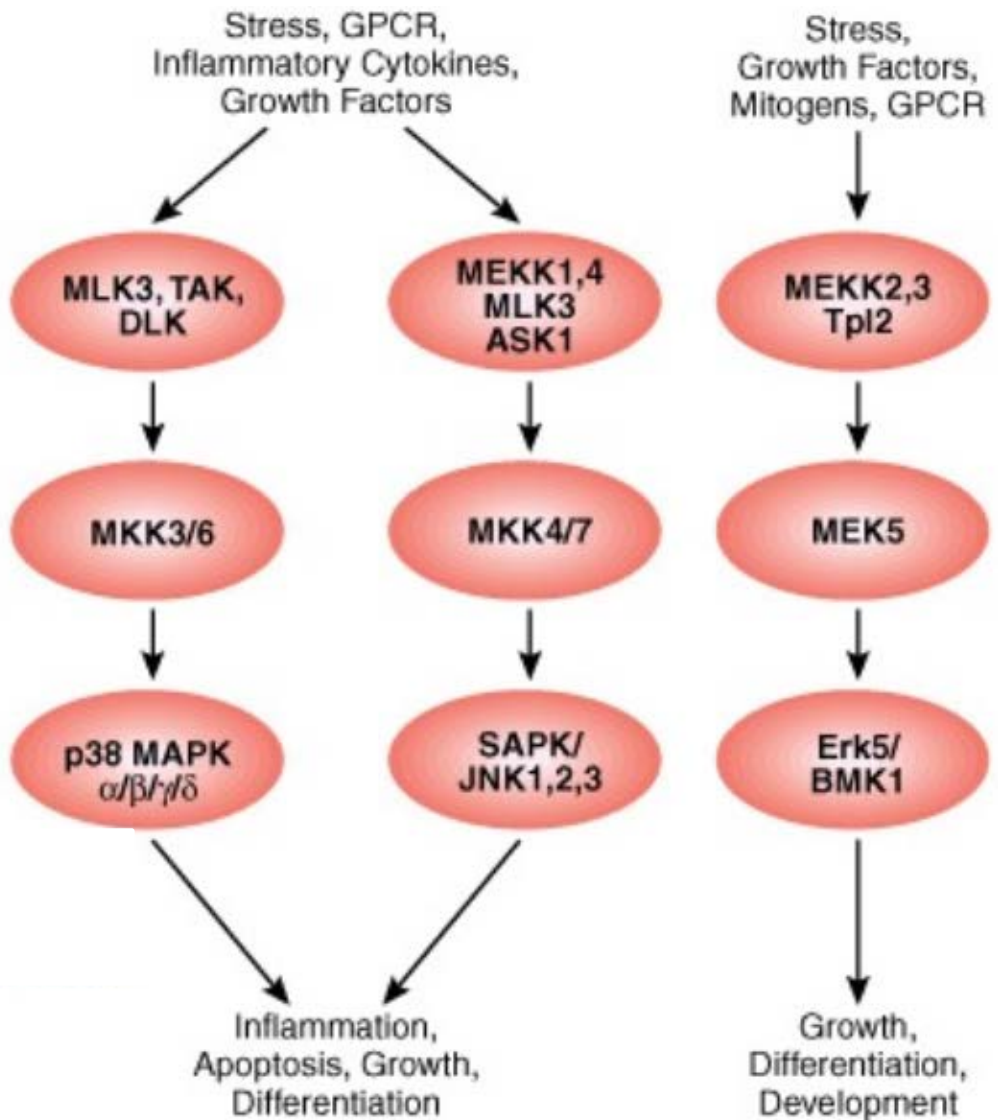 Stress, GPCR,
Inflammatory Cytokines,
Growth Factors
Stress,
Growth Factors,
Mitogens, GPCR
MLK3, TAK,
DLK
MEKK1,4
MLK3
ASK1
MEKK2,3
Tpl2
MKK3/6
MKK4/7
MEK5
p38 MAPK
α/β/γ/δ
SAPK/
JNK1,2,3
Erk5/
BMK1
Inflammation,
Apoptosis, Growth,
Differentiation
Growth,
Differentiation,
Development